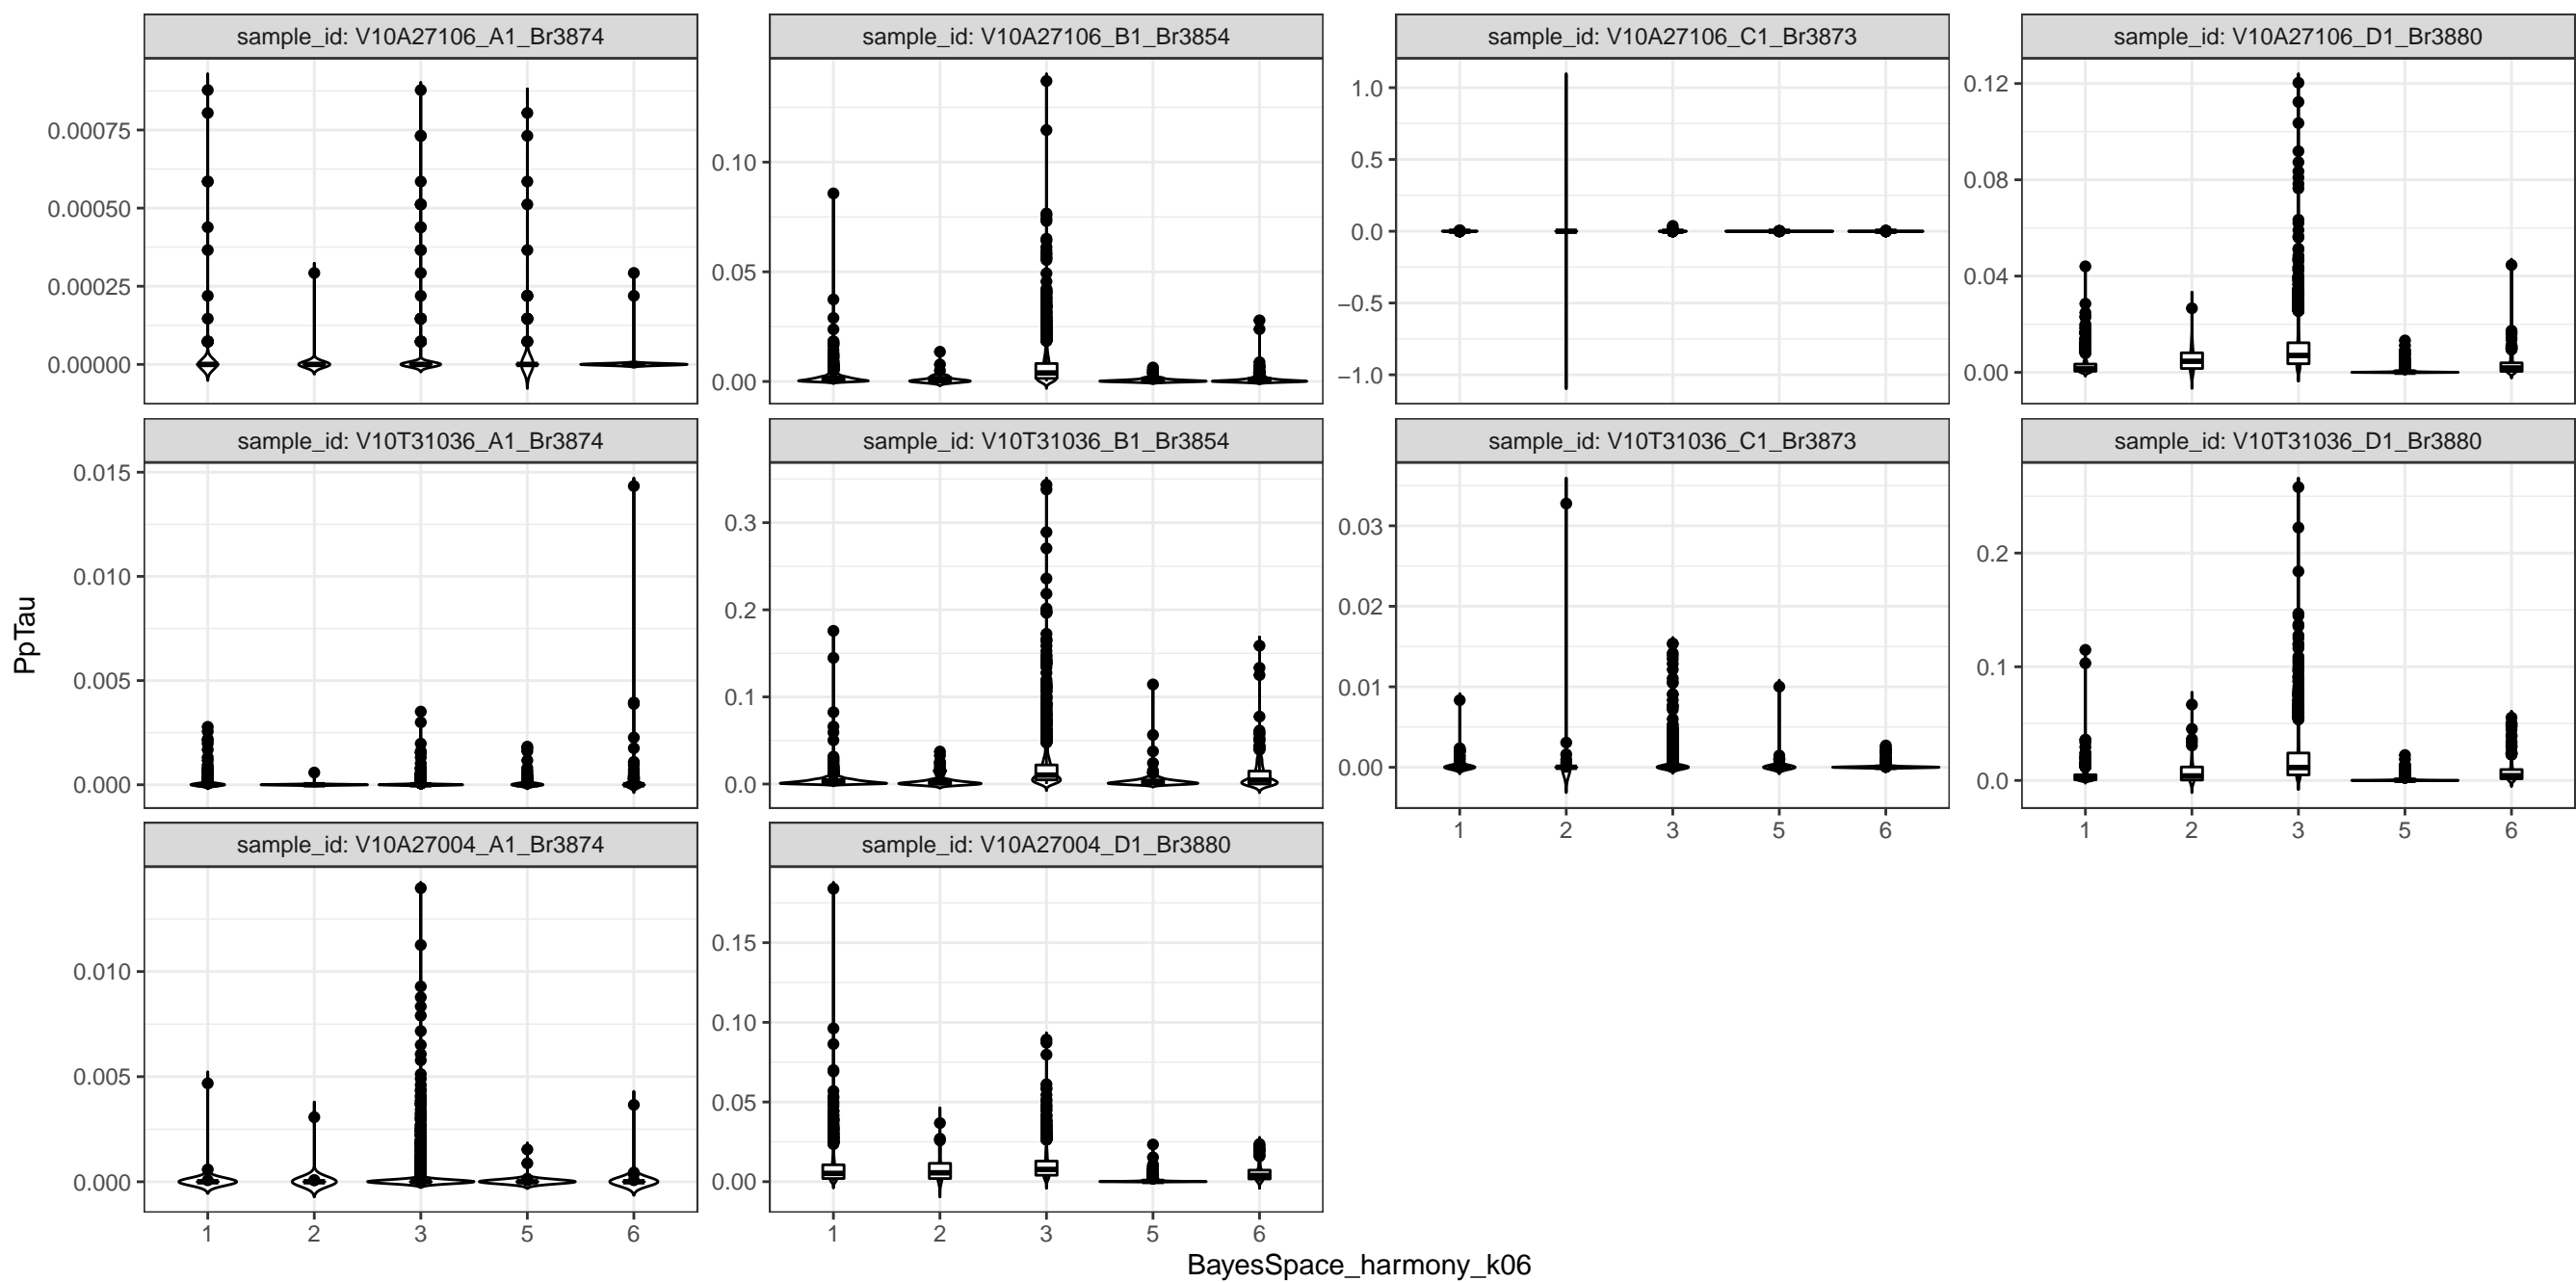 sample_id: V10A27106_A1_Br3874
sample_id: V10A27106_B1_Br3854
sample_id: V10A27106_C1_Br3873
sample_id: V10A27106_D1_Br3880
0.00075
0.00050
0.00025
0.00000
0.10
0.05
0.00
1.0
0.5
0.0
−0.5
−1.0
0.12
0.08
0.04
0.00
sample_id: V10T31036_A1_Br3874
sample_id: V10T31036_B1_Br3854
sample_id: V10T31036_C1_Br3873
sample_id: V10T31036_D1_Br3880
0.015
0.010
0.005
0.000
0.3
0.2
0.1
0.0
0.03
0.02
0.01
0.00
0.2
0.1
0.0
1 2 3 5 6
1 2 3 5 6
PpTau
sample_id: V10A27004_A1_Br3874
sample_id: V10A27004_D1_Br3880
0.010
0.005
0.000
0.15
0.10
0.05
0.00
1 2 3 5 6
1 2 3 5 6
BayesSpace_harmony_k06